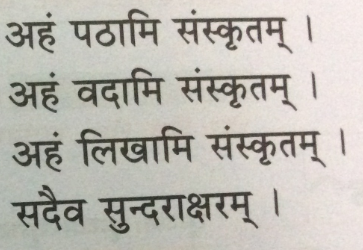 अहं पठामि संस्कृतम् ।
अहं वदामि संस्कृतम् ।
अहं लिखामि संस्कृतम् ।
सदैव सुन्दराक्षरम् ।